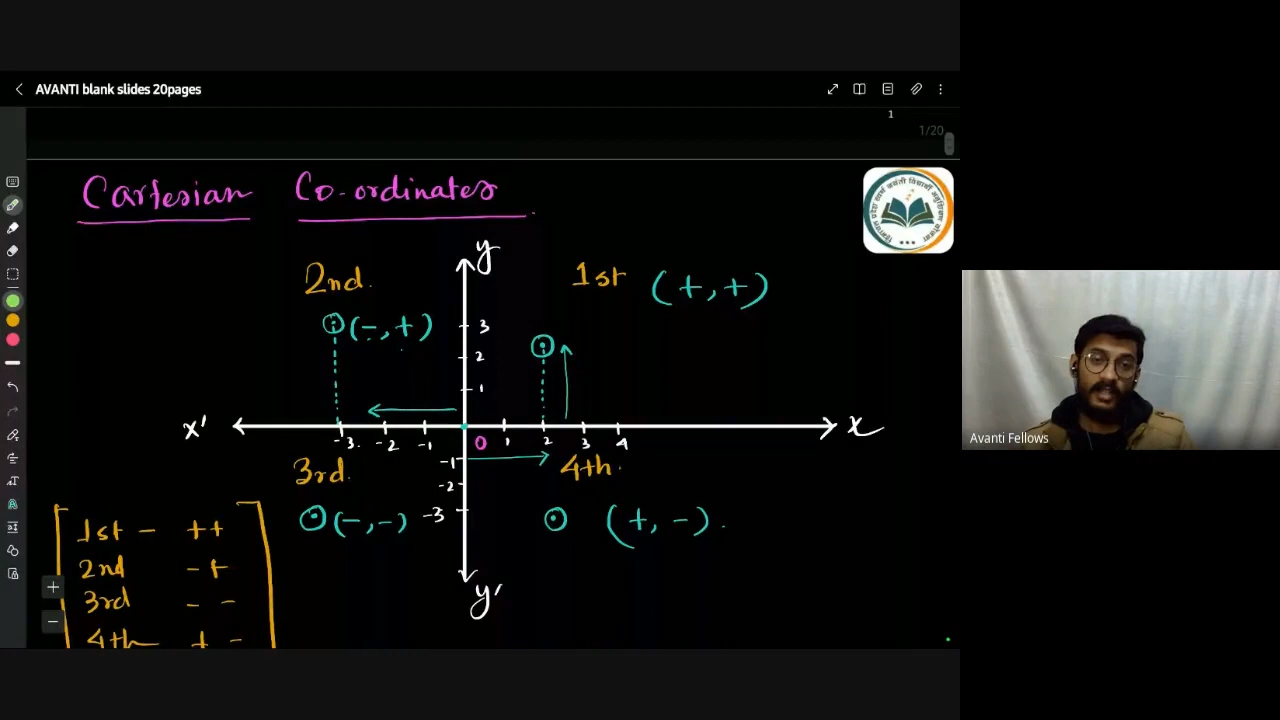 AVANTI blank slides 20pages
1
1/20
Cartesian Co-ordinates
y
2nd. 1st (+,+)
(-,+)
3
2
1
x' -3. -2 -1 0 1 2 3 4 x
-1
3rd. 4th.
-2
(-,-) -3 (+,-).
1st - ++
2nd -+
3rd - -
4th + -
y'
Avanti Fellows